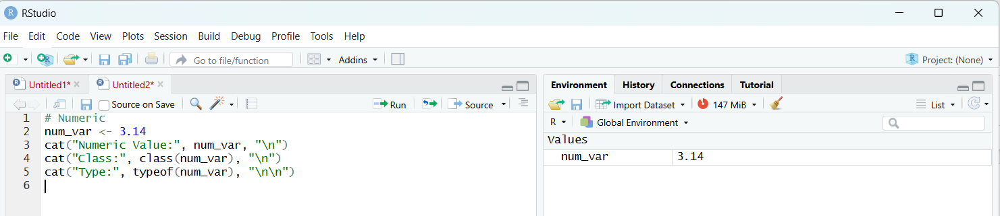 RStudio
File Edit Code View Plots Session Build Debug Profile Tools Help
Go to file/function Addins Project: (None)
Untitled1* Untitled2*
Source on Save Run Source
1 # Numeric
2 num_var <- 3.14
3 cat("Numeric Value:", num_var, "\n")
4 cat("Class:", class(num_var), "\n")
5 cat("Type:", typeof(num_var), "\n\n")
6
Environment History Connections Tutorial
Import Dataset 147 MiB List
R Global Environment
Values
num_var 3.14